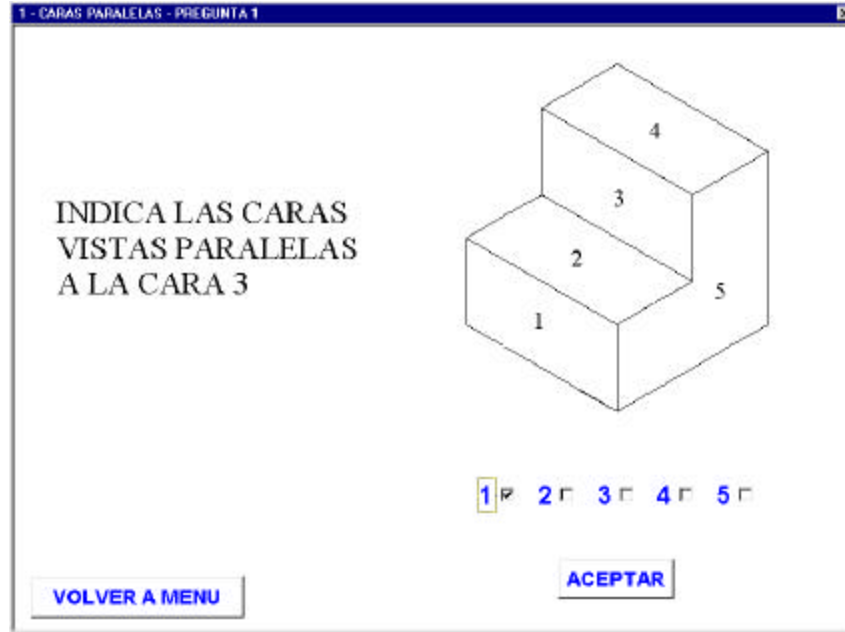 1 - CARAS PARALELAS - PREGUNTA 1
INDICA LAS CARAS
VISTAS PARALELAS
A LA CARA 3
4
3
2
5
1
1 2 3 4 5
ACEPTAR
VOLVER A MENU